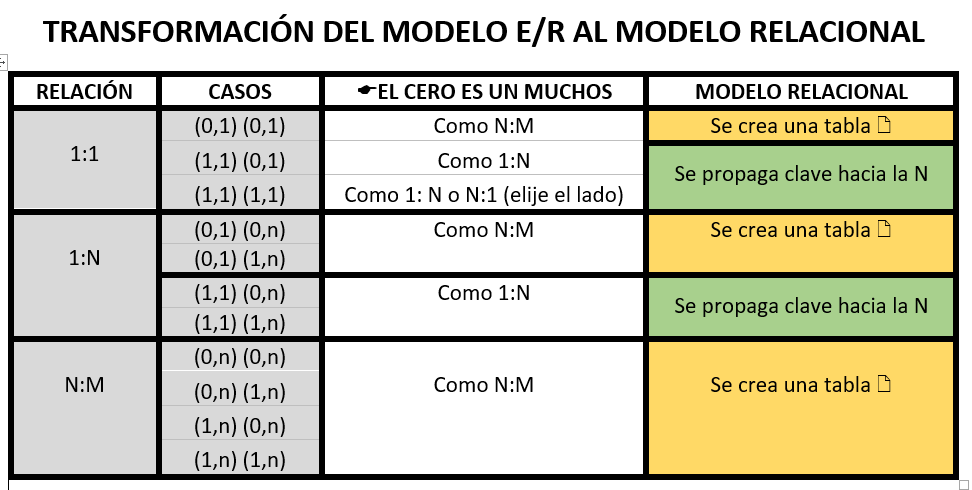 TRANSFORMACIÓN DEL MODELO E/R AL MODELO RELACIONAL
RELACIÓN CASOS ☛EL CERO ES UN MUCHOS MODELO RELACIONAL
1:1
(0,1) (0,1) Como N:M Se crea una tabla 🗋
(1,1) (0,1) Como 1:N
(1,1) (1,1) Como 1: N o N:1 (elije el lado)
Se propaga clave hacia la N
1:N
(0,1) (0,n) Como N:M Se crea una tabla 🗋
(0,1) (1,n)
(1,1) (0,n) Como 1:N
(1,1) (1,n)
Se propaga clave hacia la N
N:M
(0,n) (0,n)
(0,n) (1,n) Como N:M Se crea una tabla 🗋
(1,n) (0,n)
(1,n) (1,n)